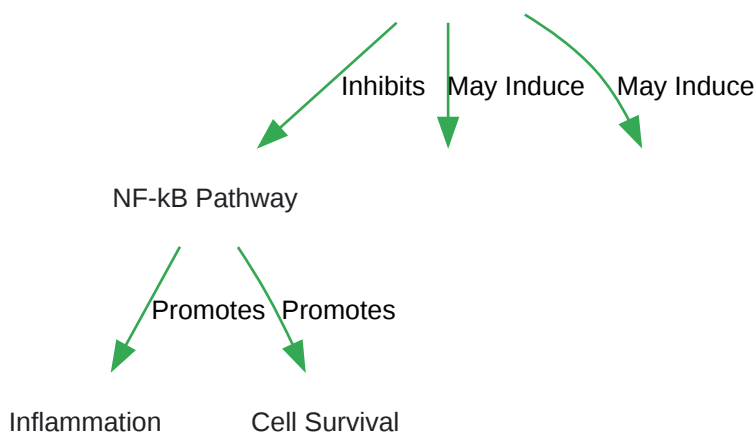 Inhibits
May Induce
May Induce
NF-kB Pathway
Promotes
Promotes
Inflammation
Cell Survival